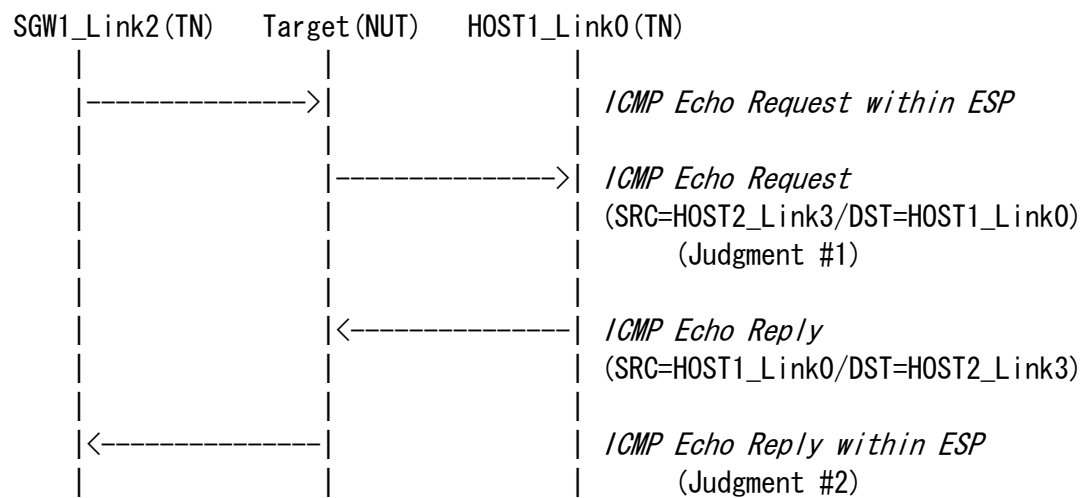 SGW1_Link2(TN) Target(NUT) HOST1_Link0(TN)
ICMP Echo Request within ESP
ICMP Echo Request
(SRC=HOST2_Link3/DST=HOST1_Link0)
(Judgment #1)
ICMP Echo Reply
(SRC=HOST1_Link0/DST=HOST2_Link3)
ICMP Echo Reply within ESP
(Judgment #2)